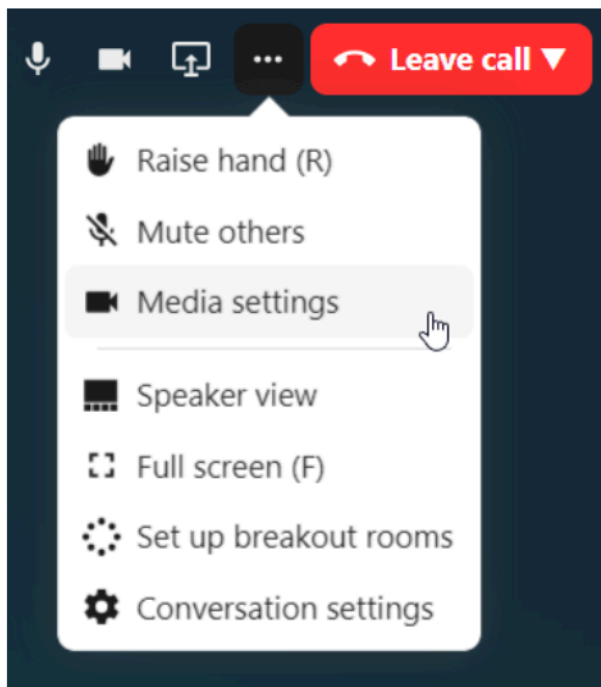 Leave call ▼
Raise hand (R)
Mute others
Media settings
Speaker view
Full screen (F)
Set up breakout rooms
Conversation settings